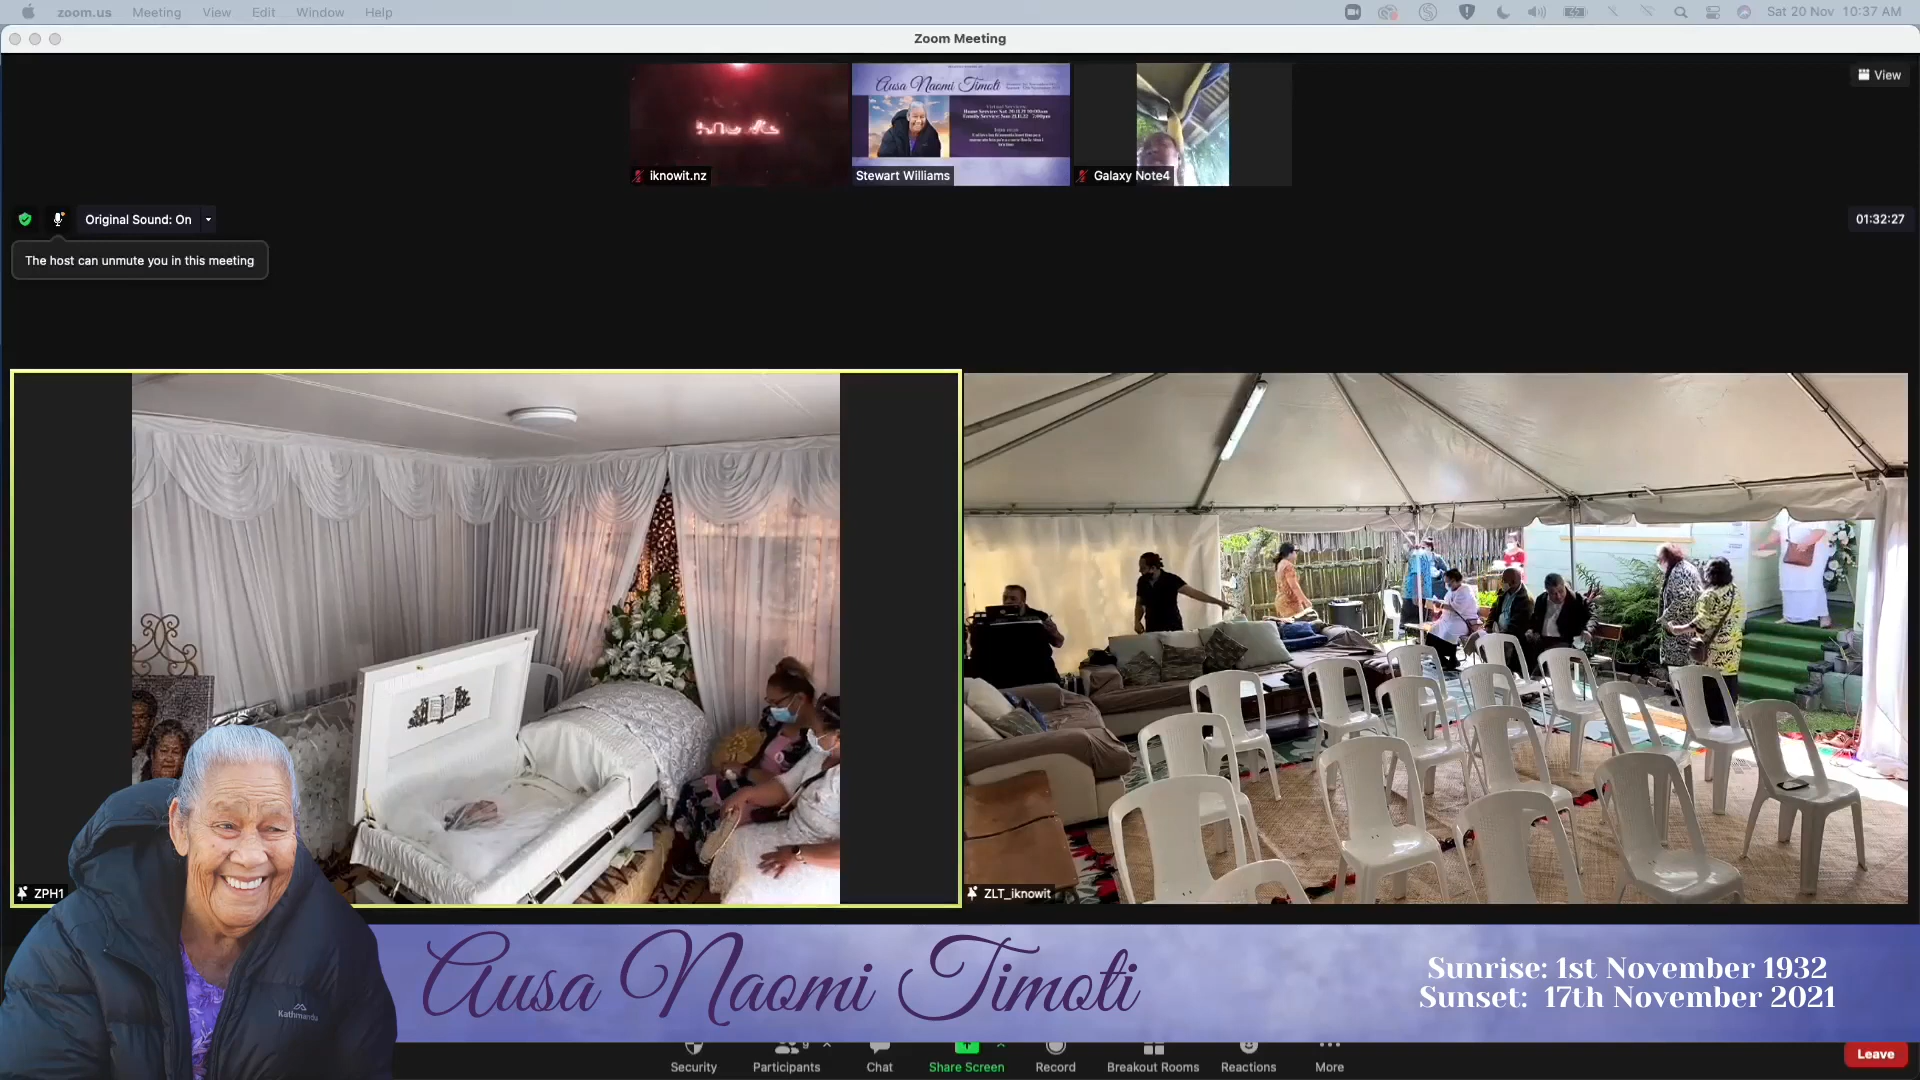 zoom.us Meeting View Edit Window Help
Sat 20 Nov 10:37 AM
Zoom Meeting
View
Ausa Naomi Timoti
iknowit.nz
Stewart Williams
Galaxy Note4
Original Sound: On
01:32:27
The host can unmute you in this meeting
ZPH1
ZLT_iknowit
Kathmandu
Ausa Naomi Timoti
Sunrise: 1st November 1932
Sunset: 17th November 2021
Security
Participants
Chat
Share Screen
Record
Breakout Rooms
Reactions
More
Leave